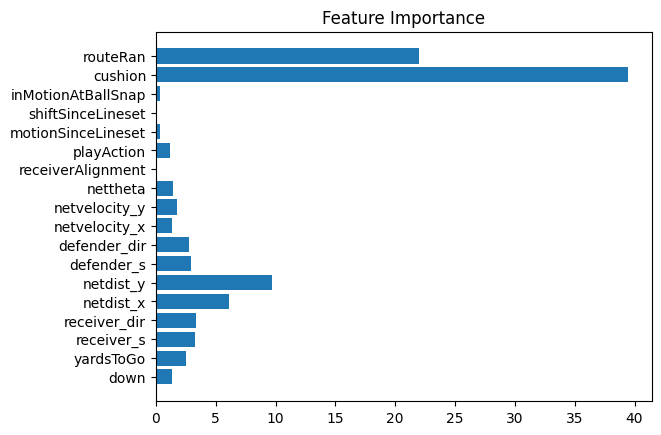 Feature Importance
routeRan
cushion
inMotionAtBallSnap
shiftSinceLineset
motionSinceLineset
playAction
receiverAlignment
nettheta
netvelocity_y
netvelocity_x
defender_dir
defender_s
netdist_y
netdist_x
receiver_dir
receiver_s
yardsToGo
down
0 5 10 15 20 25 30 35 40